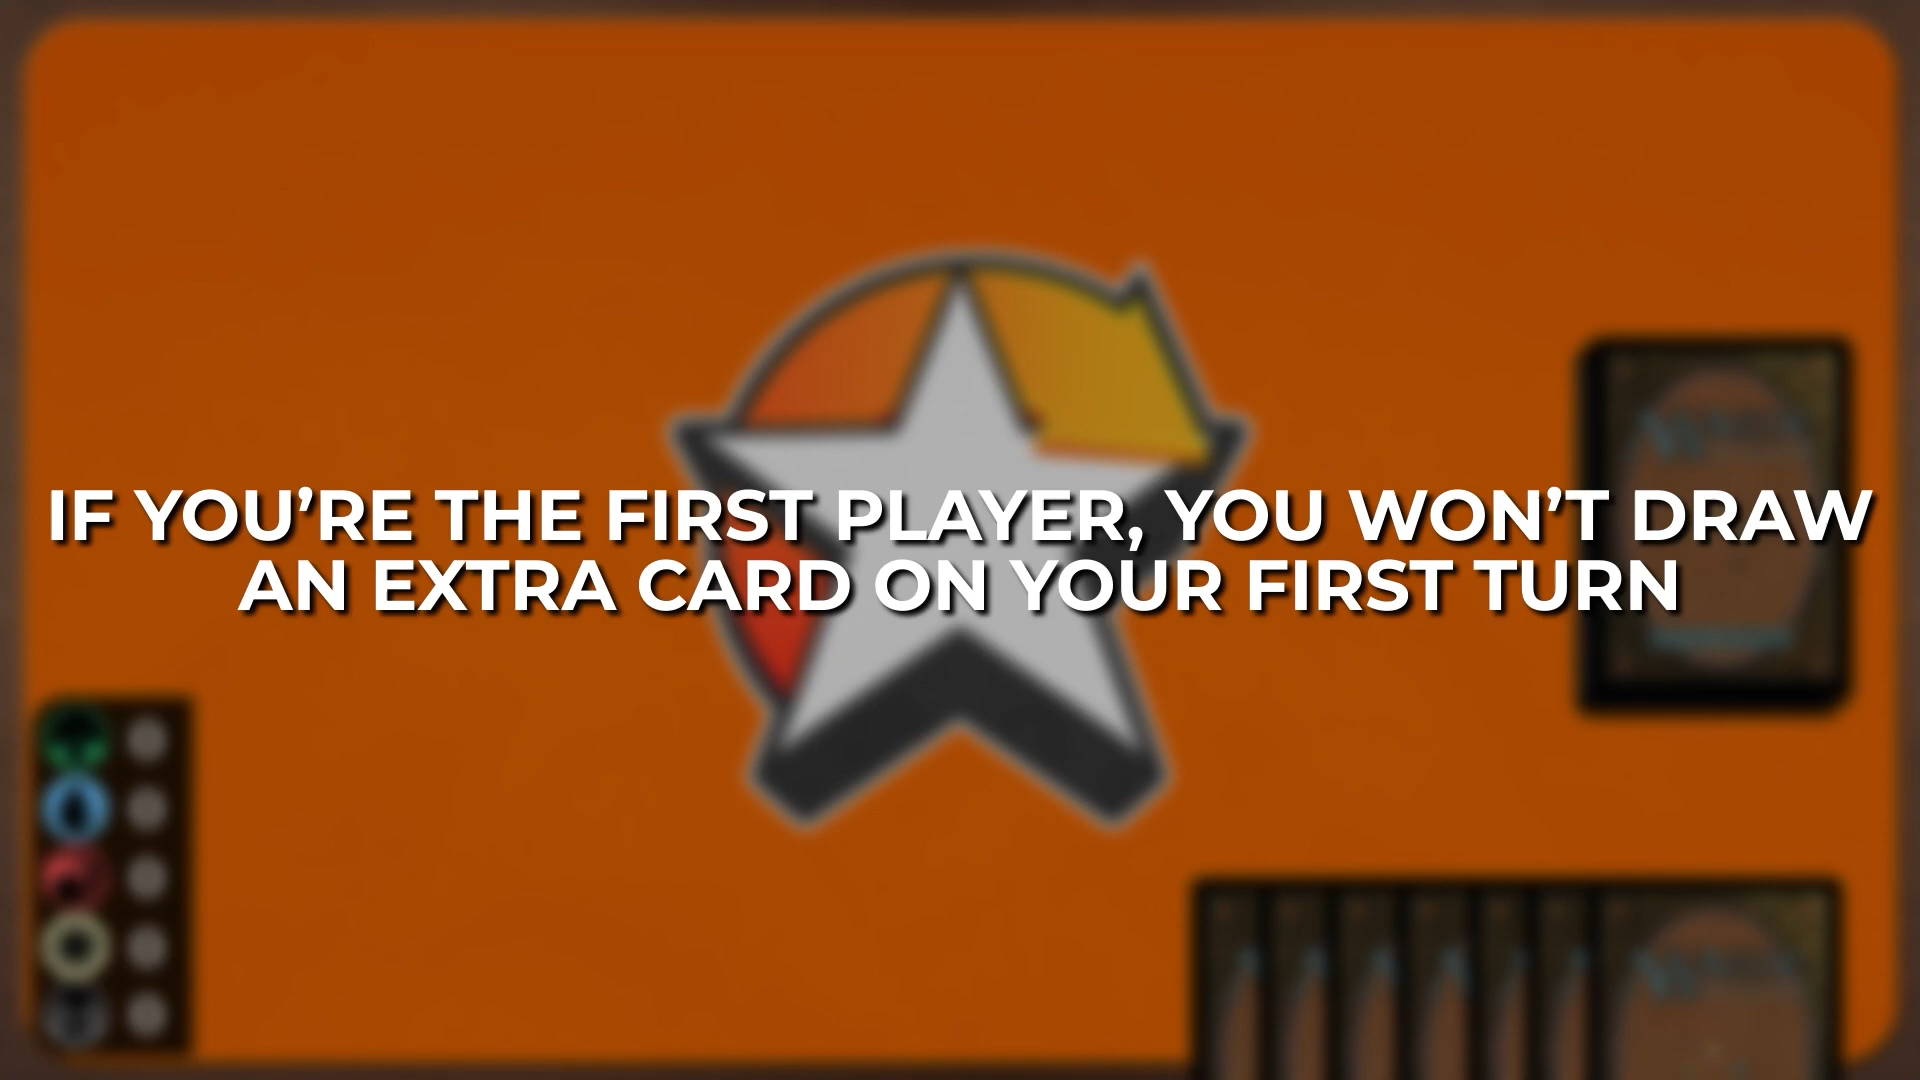 IF YOU’RE THE FIRST PLAYER, YOU WON’T DRAW
AN EXTRA CARD ON YOUR FIRST TURN